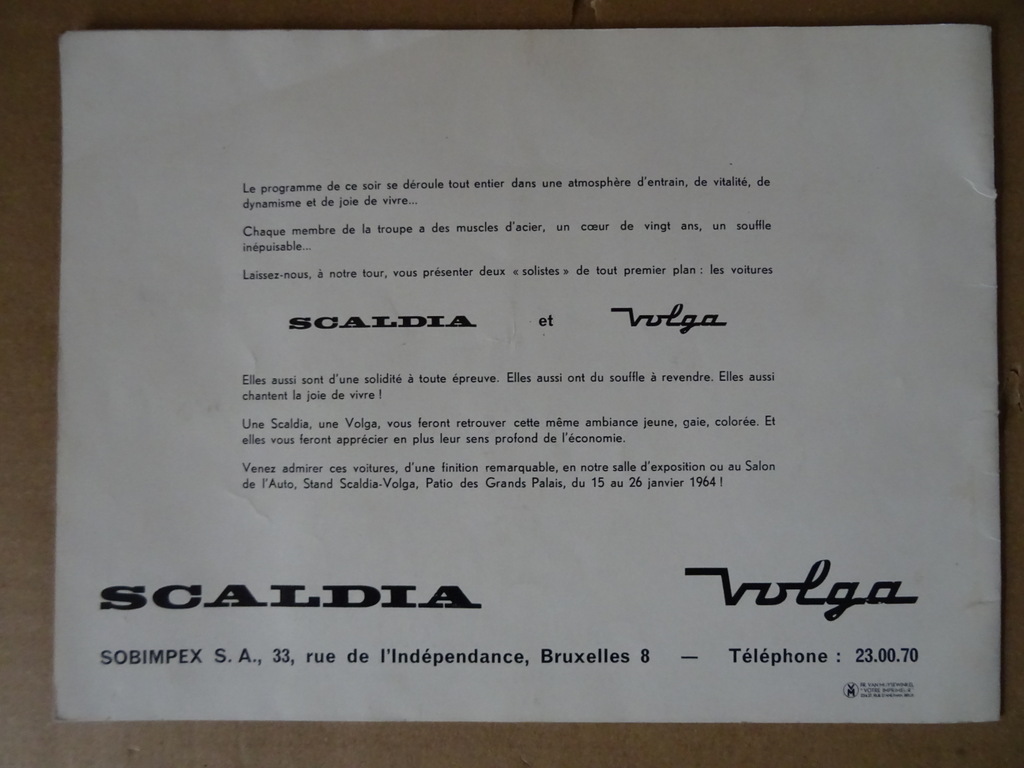 Le programme de ce soir se déroule tout entier dans une atmosphère d'entrain, de vitalité, de
dynamisme et de joie de vivre...
Chaque membre de la troupe a des muscles d'acier, un cœur de vingt ans, un souffle
inépuisable...
Laissez-nous, à notre tour, vous présenter deux « solistes » de tout premier plan : les voitures
SCALDIA et Volga
Elles aussi sont d'une solidité à toute épreuve. Elles aussi ont du souffle à revendre. Elles aussi
chantent la joie de vivre !
Une Scaldia, une Volga, vous feront retrouver cette même ambiance jeune, gaie, colorée. Et
elles vous feront apprécier en plus leur sens profond de l'économie.
Venez admirer ces voitures, d'une finition remarquable, en notre salle d'exposition ou au Salon
de l'Auto, Stand Scaldia-Volga, Patio des Grands Palais, du 15 au 26 janvier 1964 !
SCALDIA Volga
SOBIMPEX S. A., 33, rue de l'Indépendance, Bruxelles 8 — Téléphone : 23.00.70